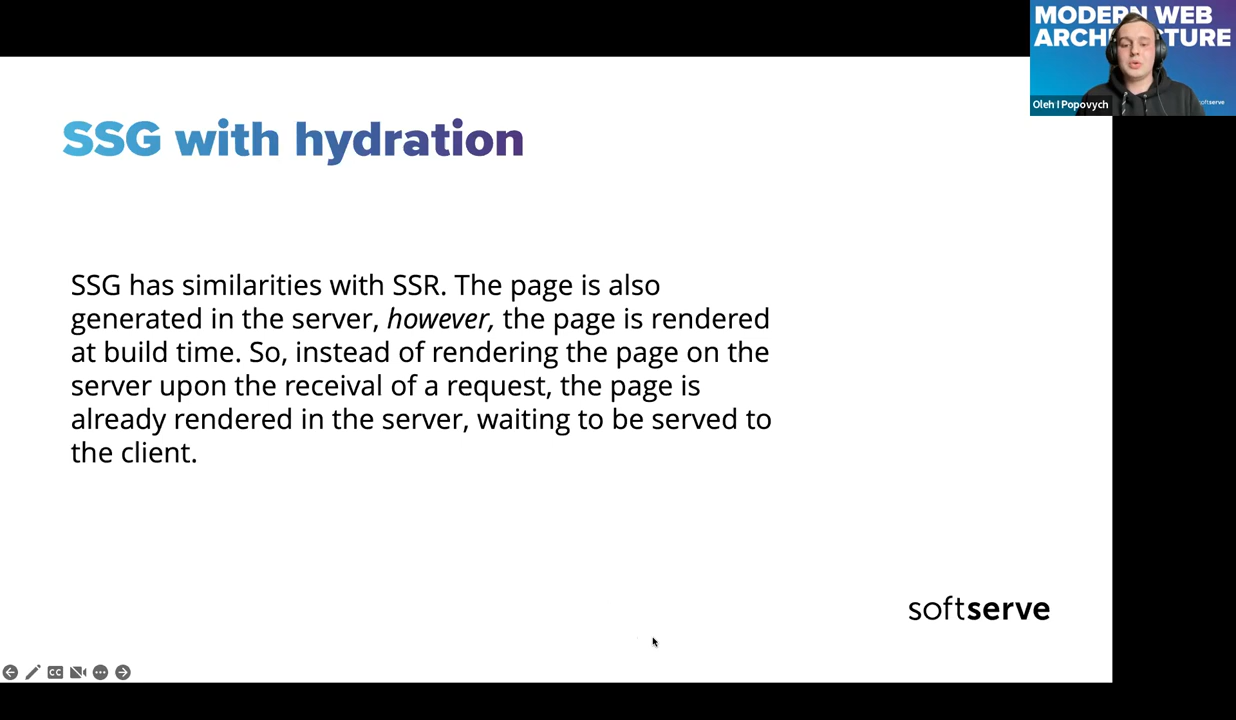 MODERN WEB
ARCH TURE
Oleh I Popovych
softserve
SSG with hydration
SSG has similarities with SSR. The page is also
generated in the server, however, the page is rendered
at build time. So, instead of rendering the page on the
server upon the receival of a request, the page is
already rendered in the server, waiting to be served to
the client.
softserve
CC